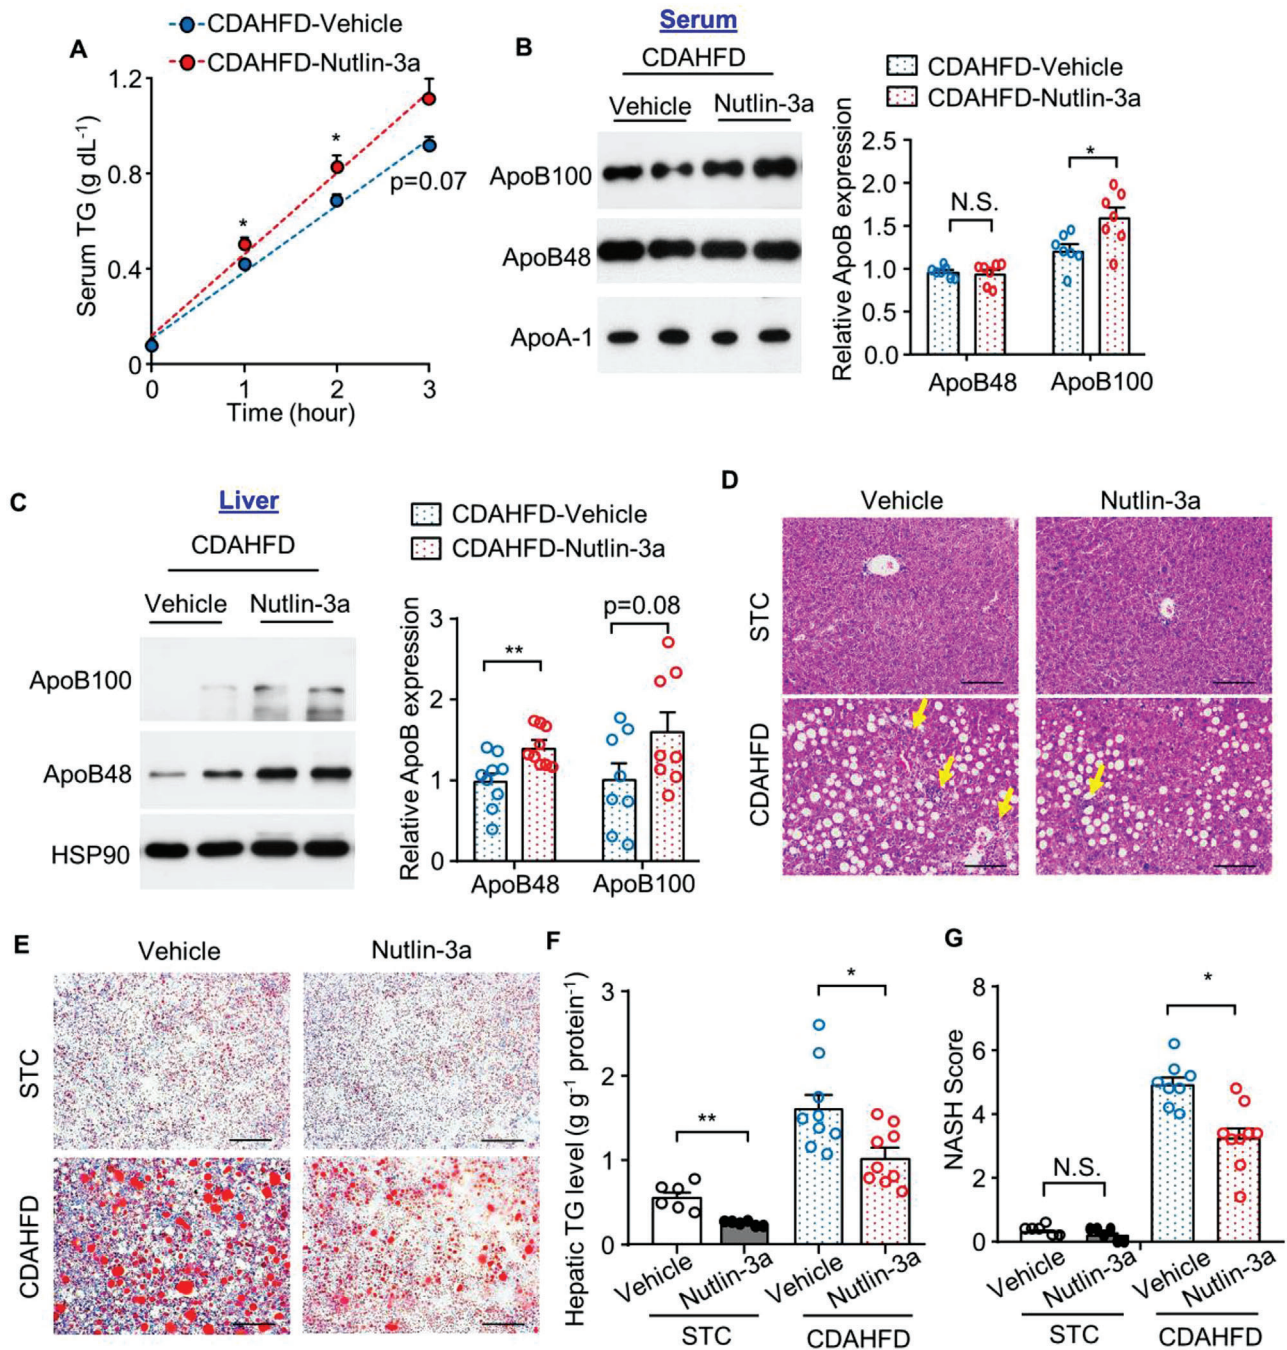 A
CDAHFD-Vehicle
CDAHFD-Nutlin-3a
Serum TG (g dL-1)
1.2
0.8
0.4
0
*
*
p=0.07
0 1 2 3
Time (hour)
B
Serum
CDAHFD
Vehicle Nutlin-3a
ApoB100
ApoB48
ApoA-1
CDAHFD-Vehicle
CDAHFD-Nutlin-3a
Relative ApoB expression
2.5
2.0
1.5
1.0
0.5
0.0
N.S.
*
ApoB48 ApoB100
C
Liver
CDAHFD
Vehicle Nutlin-3a
ApoB100
ApoB48
HSP90
CDAHFD-Vehicle
CDAHFD-Nutlin-3a
Relative ApoB expression
3
2
1
0
**
p=0.08
ApoB48 ApoB100
D
Vehicle Nutlin-3a
STC
CDAHFD
E
Vehicle Nutlin-3a
STC
CDAHFD
F
Hepatic TG level (g g-1 protein-1)
3
2
1
0
**
*
Vehicle Nutlin-3a Vehicle Nutlin-3a
STC CDAHFD
G
NASH Score
8
6
4
2
0
N.S.
*
Vehicle Nutlin-3a Vehicle Nutlin-3a
STC CDAHFD